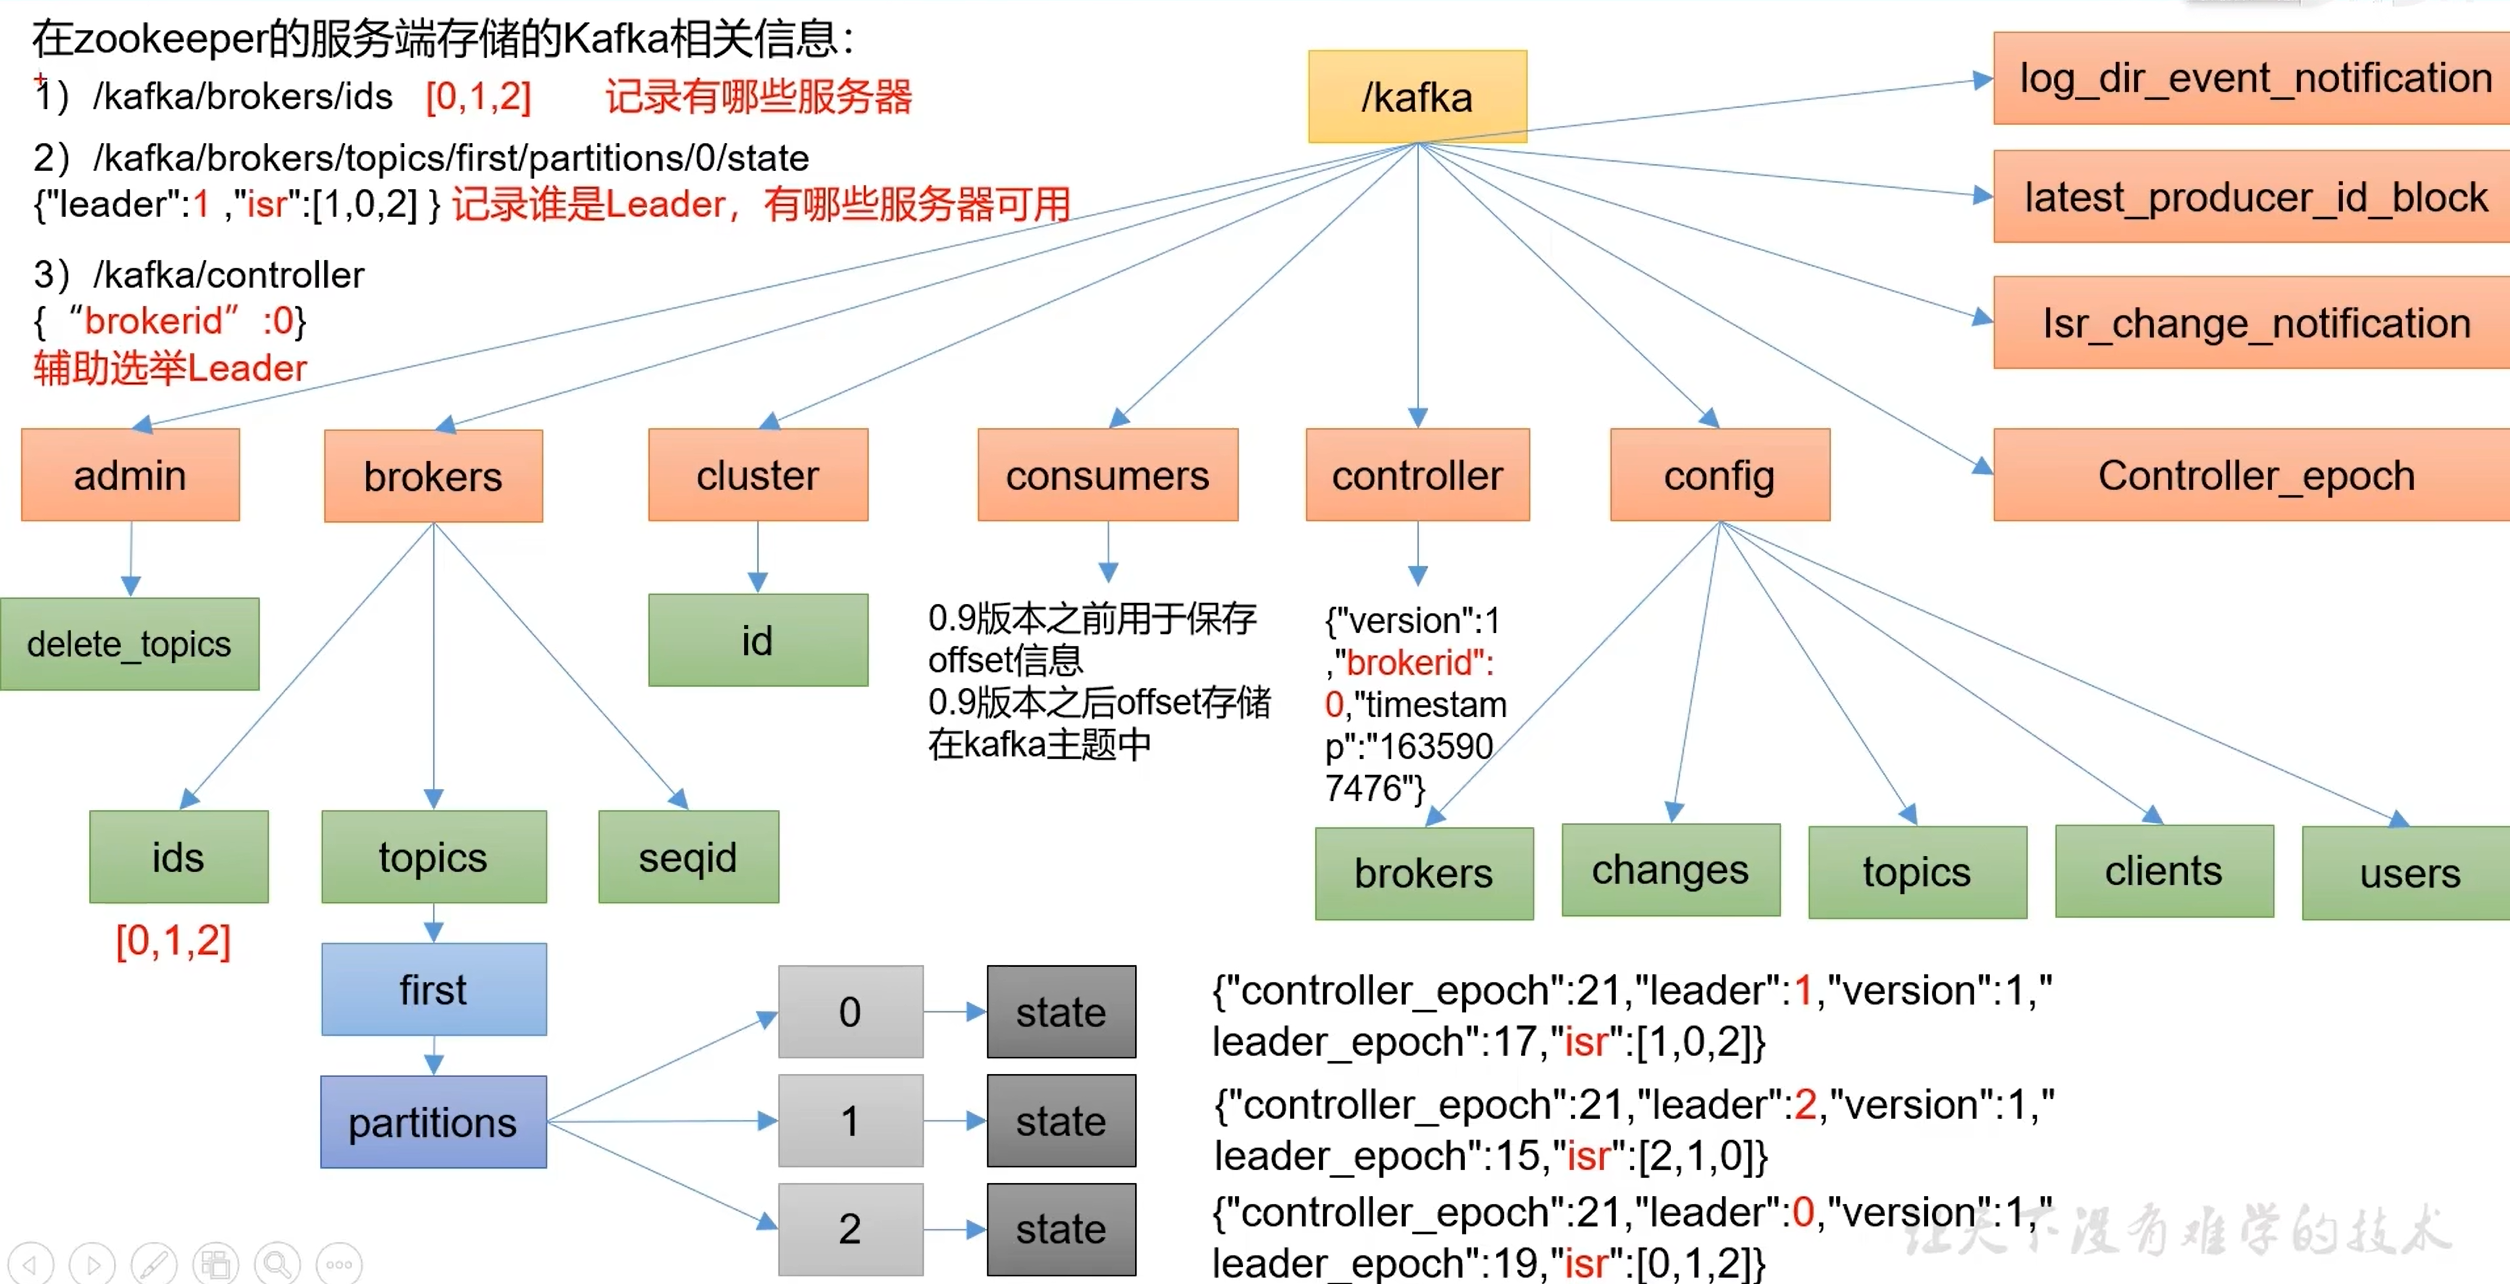 在zookeeper的服务端存储的Kafka相关信息：
1）/kafka/brokers/ids [0,1,2] 记录有哪些服务器
2）/kafka/brokers/topics/first/partitions/0/state
{"leader":1 ,"isr":[1,0,2] } 记录谁是Leader，有哪些服务器可用
3）/kafka/controller
{“brokerid”:0}
辅助选举Leader
/kafka
log_dir_event_notification
latest_producer_id_block
Isr_change_notification
Controller_epoch
admin
brokers
cluster
consumers
controller
config
delete_topics
id
0.9版本之前用于保存
offset信息
0.9版本之后offset存储
在kafka主题中
{"version":1
,"brokerid":
0,"timestam
p":"163590
7476"}
ids
topics
seqid
brokers
changes
topics
clients
users
[0,1,2]
first
partitions
0
state
1
state
2
state
{"controller_epoch":21,"leader":1,"version":1,"
leader_epoch":17,"isr":[1,0,2]}
{"controller_epoch":21,"leader":2,"version":1,"
leader_epoch":15,"isr":[2,1,0]}
{"controller_epoch":21,"leader":0,"version":1,"
leader_epoch":19,"isr":[0,1,2]}
让天下没有难学的技术